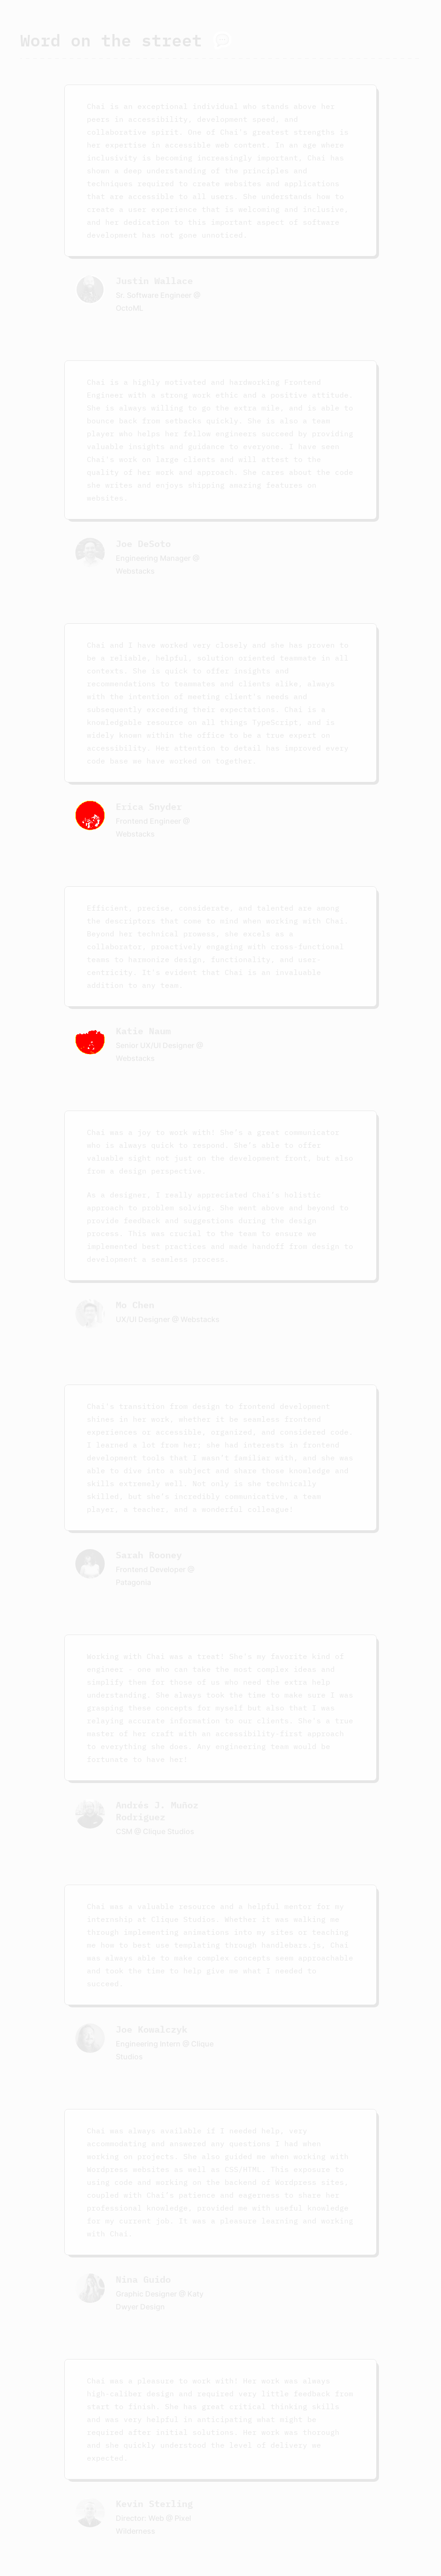 Word on the street
Chai is an exceptional individual who stands above her
peers in accessibility, development speed, and
collaborative spirit. One of Chai's greatest strengths is
her expertise in accessible web content. In an age where
inclusivity is becoming increasingly important, Chai has
shown a deep understanding of the principles and
techniques required to create websites and applications
that are accessible to all users. She understands how to
create a user experience that is welcoming and inclusive,
and her dedication to this important aspect of software
development has not gone unnoticed.
Justin Wallace
Sr. Software Engineer @
OctoML
Chai is a highly motivated and hardworking Frontend
Engineer with a strong work ethic and a positive attitude.
She is always willing to go the extra mile, and is able to
bounce back from setbacks quickly. She is also a team
player who helps her fellow engineers succeed by providing
valuable insights and guidance to everyone. I have seen
Chai's work on large clients and will attest to the
quality of her work and approach. She cares about the code
she writes and enjoys shipping amazing features on
websites.
Joe DeSoto
Engineering Manager @
Webstacks
Chai and I have worked very closely and she has proven to
be a reliable, helpful, solution oriented teammate in all
contexts. She is quick to offer insights and
recommendations to teammates and clients alike, always
with the intention of meeting client's needs and
subsequently exceeding their expectations. Chai is a
knowledgable resource on all things TypeScript, and is
widely known within the office to be a true expert on
accessibility. Her attention to detail has improved every
code base we have worked on together.
Erica Snyder
Frontend Engineer @
Webstacks
Efficient, precise, considerate, and talented are among
the descriptors that come to mind when working with Chai.
Beyond her technical prowess, she excels as a
collaborator, proactively engaging with cross-functional
teams to harmonize design, functionality, and user-
centricity. It's evident that Chai is an invaluable
addition to any team.
Katie Naum
Senior UX/UI Designer @
Webstacks
Chai was a joy to work with! She's a great communicator
who is always quick to respond. She's able to offer
valuable sight not just on the development front, but also
from a design perspective.
As a designer, I really appreciated Chai's holistic
approach to problem solving. She went above and beyond to
provide feedback and suggestions during the design
process. This was crucial to the team to ensure we
implemented best practices and made handoff from design to
development a seamless process.
Mo Chen
UX/UI Designer @ Webstacks
Chai's transition from design to frontend development
shines in her work, whether it be seamless frontend
experiences or accessible, organized, and considered code.
I learned a lot from her; she had interests in frontend
development tools that I wasn't familiar with, and she was
able to dive into a subject and share those knowledge and
skills extremely well. Not only is she technically
skilled, but she's incredibly communicative, a team
player, a teacher, and a wonderful colleague!
Sarah Rooney
Frontend Developer @
Patagonia
Working with Chai was a treat! She's my favorite kind of
engineer - one who can take the most complex ideas and
simplify them for those of us who need the extra help
understanding. She always took the time to make sure I was
grasping these concepts for myself but also that I was
relaying accurate information to our clients. She's a true
master of her craft with an accessibility-first approach
to everything she does. Any engineering team would be
fortunate to have her!
Andrés J. Muñoz
Rodriguez
CSM @ Clique Studios
Chai was a valuable resource and a helpful mentor for my
internship at Clique Studios. Whether it was walking me
through implementing animations into my sites or teaching
me how to best use templating through handlebars js, Chai
was always able to make complex concepts seem approachable
and took the time to help give me what I needed to
succeed.
Joe Kowalczyk
Engineering Intern @ Clique
Studios
Chai was always available if I needed help, very
accommodating and answered any questions I had when
working on projects. She also guided me when working with
Wordpress websites as well as CSS/HTML. This exposure to
using code and working on the backend of Wordpress sites,
coupled with Chai's patience and eagerness to share her
professional knowledge, provided me with useful knowledge
for my current job. It was a pleasure learning and working
with Chai.
Nina Guido
Graphic Designer @ Katy
Dwyer Design
Chai was a pleasure to work with! Her work was always
high-caliber design and required very little feedback from
start to finish. She has great critical thinking skills
and was very helpful in anticipating what might be
required after initial solutions. Her work was thorough
and she quickly understood the level of delivery we
expected.
Kevin Sterling
Director, Web @ Pixel
Wilderness